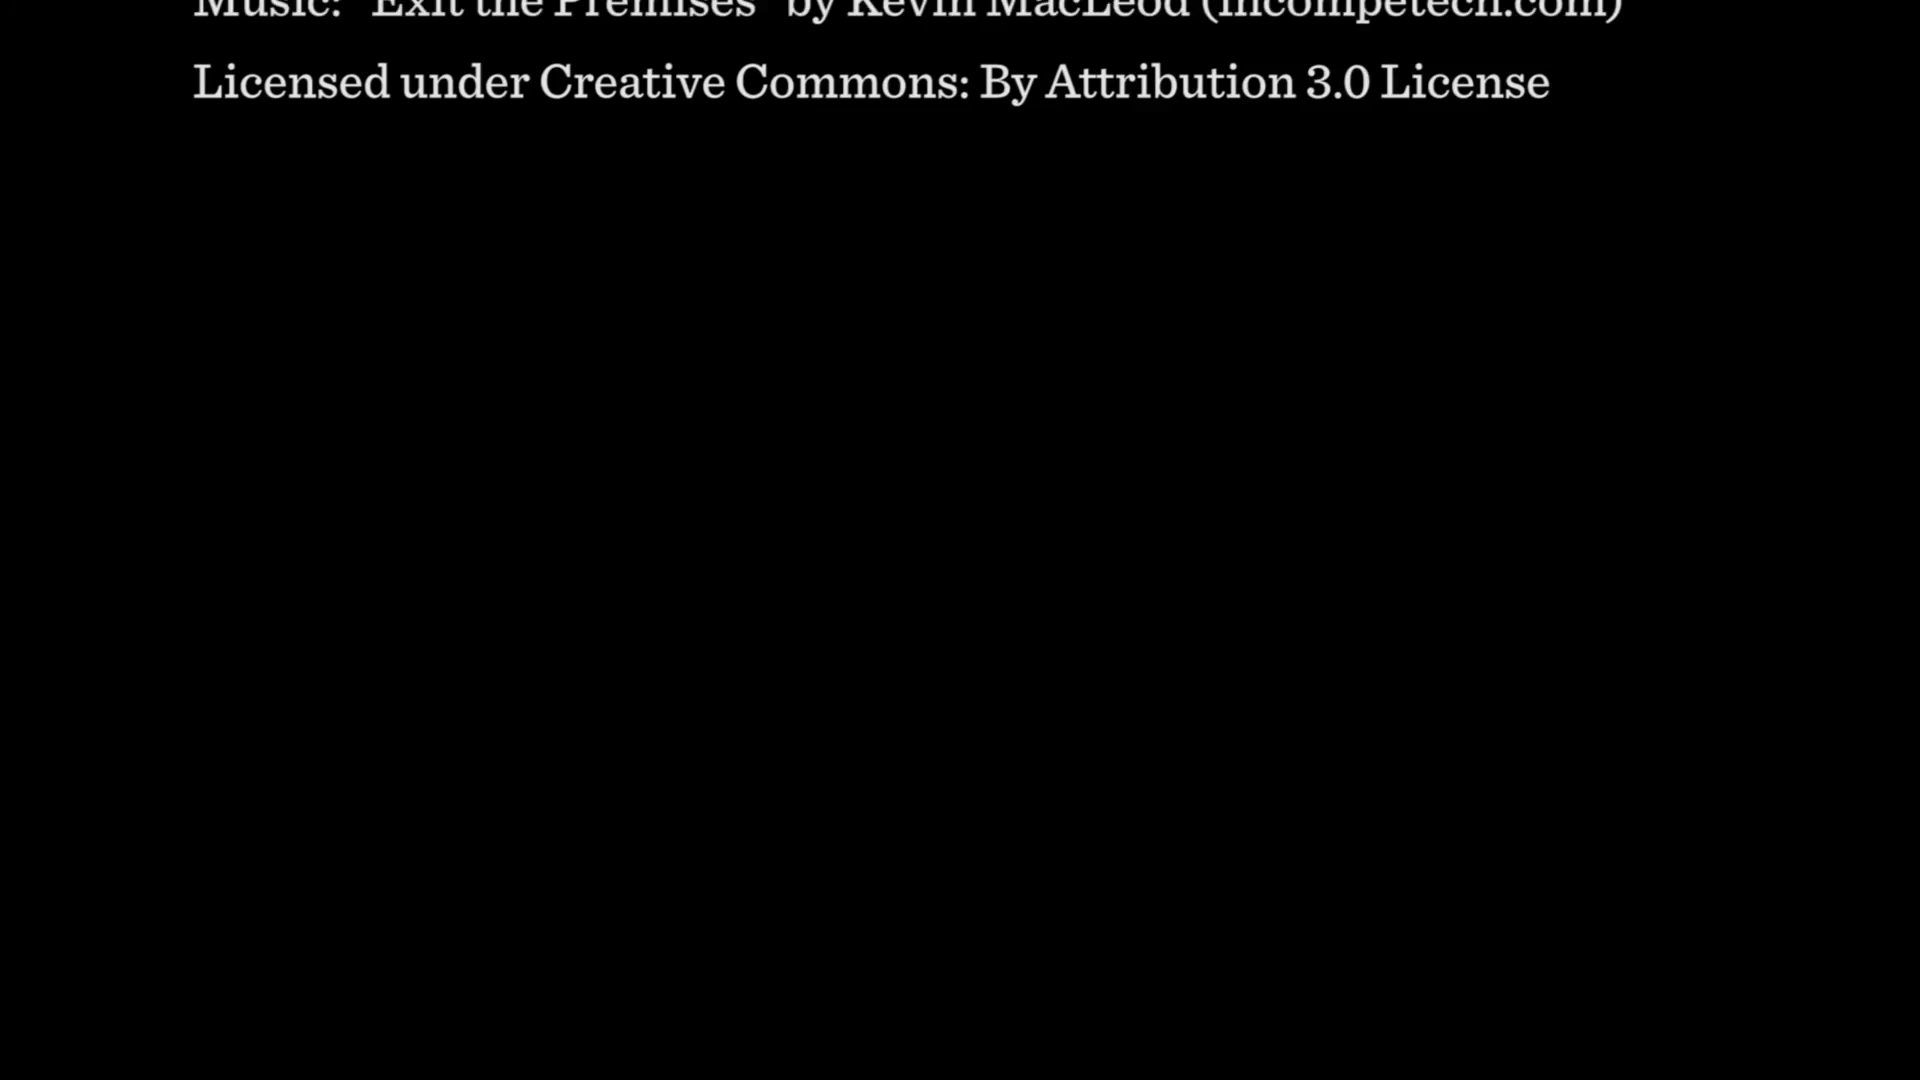 Music: "Exit the Premises" by Kevin MacLeod (incompetech.com)
Licensed under Creative Commons: By Attribution 3.0 License